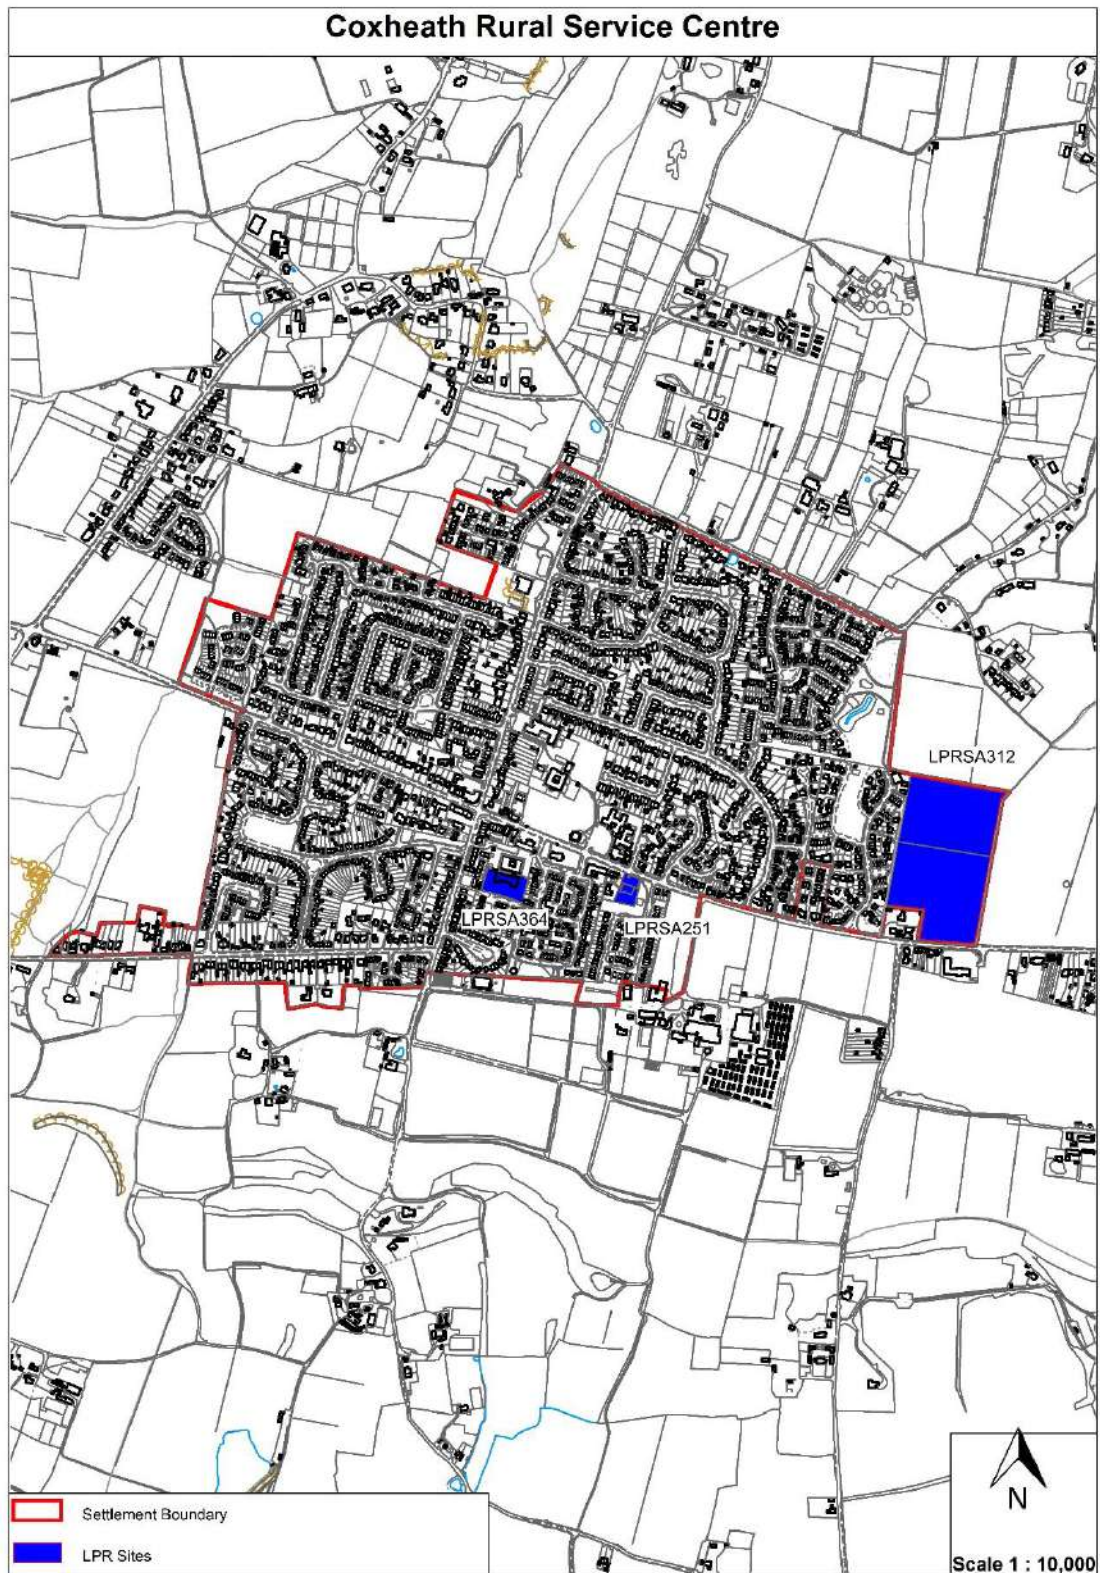 Coxheath Rural Service Centre
LPRSA312
LPRSA364
LPRSA251
N
Settlement Boundary
LPR Sites
Scale 1 : 10,000